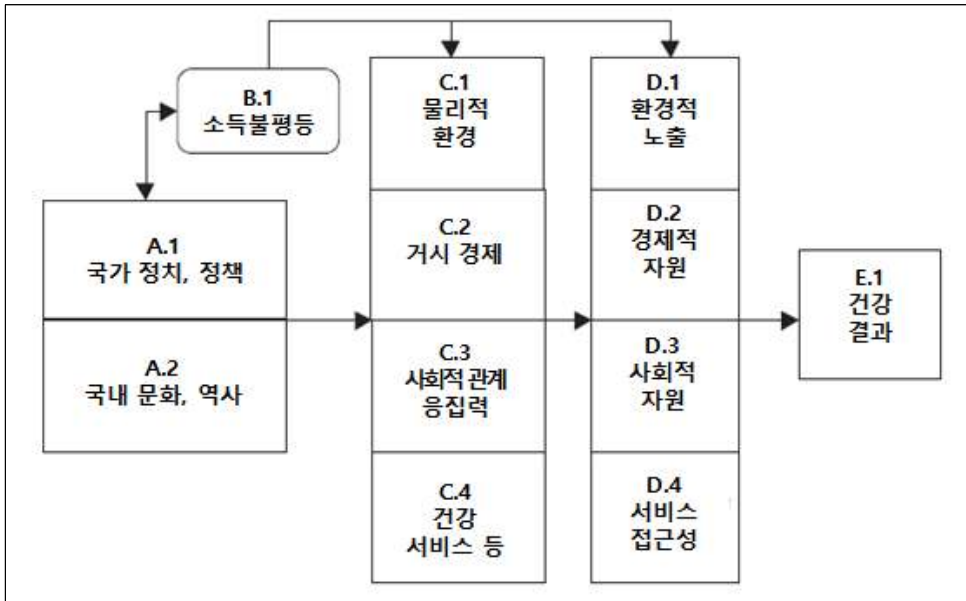 B.1
소득불평등
A.1
국가 정치, 정책
A.2
국내 문화, 역사
C.1
물리적
환경
C.2
거시 경제
C.3
사회적 관계
응집력
C.4
건강
서비스 등
D.1
환경적
노출
D.2
경제적
자원
D.3
사회적
자원
D.4
서비스
접근성
E.1
건강
결과